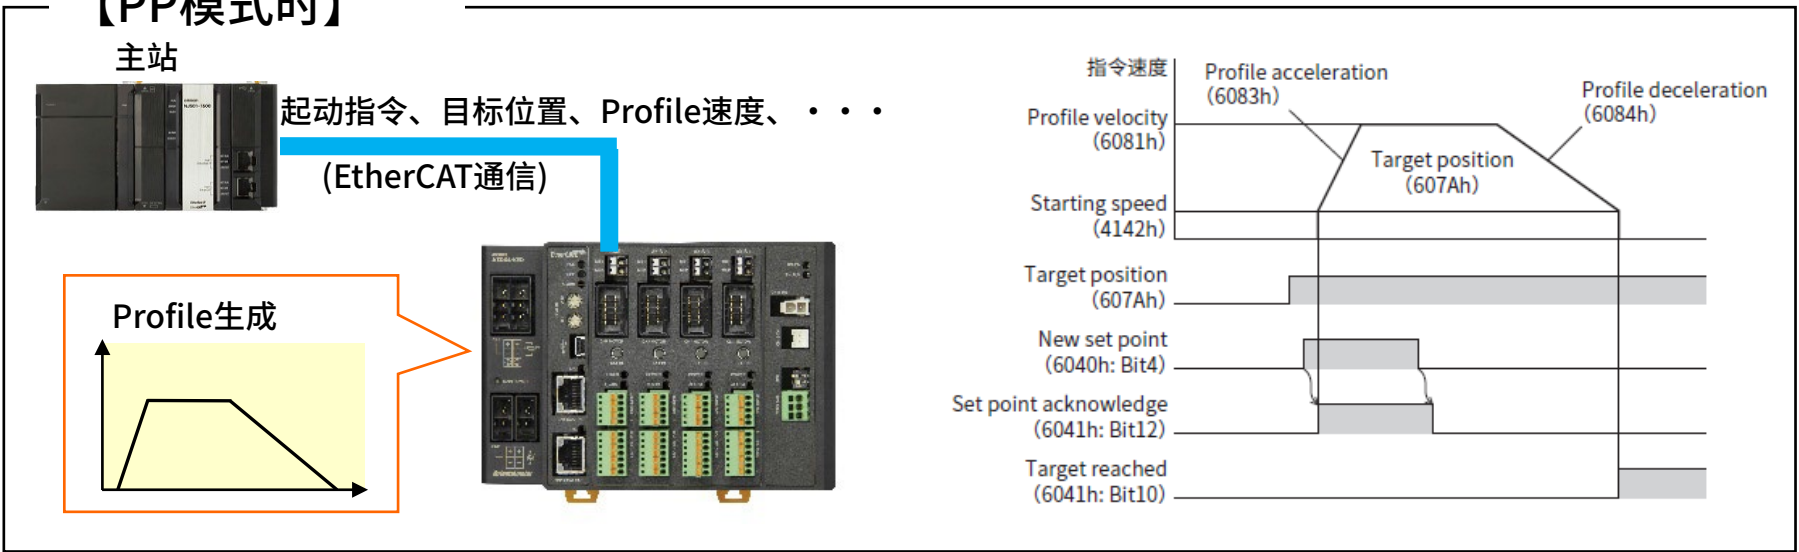 【PP模式时】
主站
NJ501-1500
起动指令、目标位置、Profile速度、・・・
(EtherCAT通信)
Profile生成
EtherCAT
指令速度
Profile acceleration
（6083h）
Profile deceleration
（6084h）
Profile velocity
（6081h）
Target position
（607Ah）
Starting speed
（4142h）
Target position
（607Ah）
New set point
（6040h: Bit4）
Set point acknowledge
（6041h: Bit12）
Target reached
（6041h: Bit10）